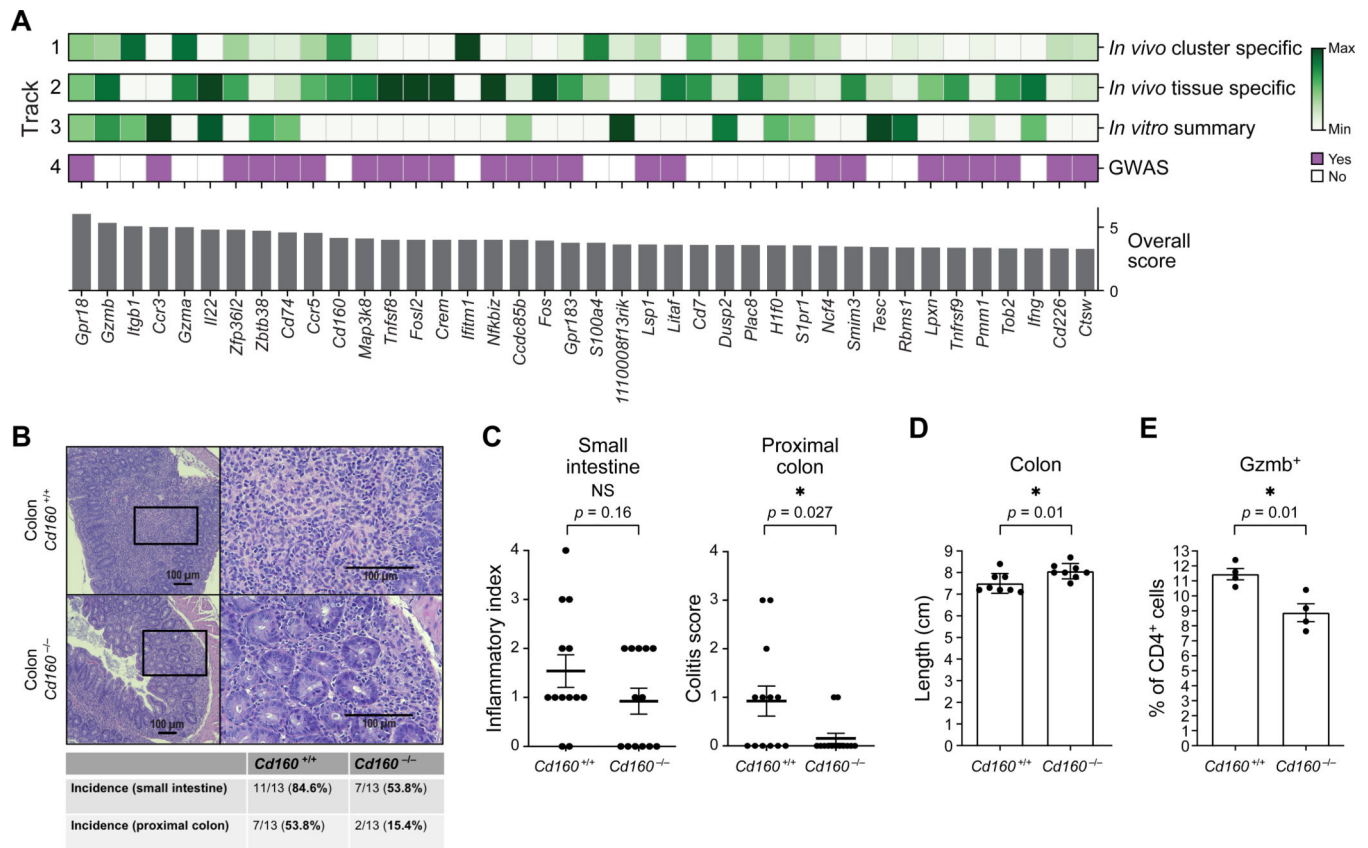 A
Track
1
In vivo cluster specific
2
In vivo tissue specific
3
In vitro summary
4
GWAS
Max
Min
Yes
No
5
0
Overall
score
Gpr18
Gzmb
Itgb1
Ccr3
Gzma
Il22
Zfp36l2
Zbtb38
Cd74
Ccr5
Cd160
Map3k8
Tnfsf8
Fosl2
Crem
Ifitm1
Nfkbiz
Ccdc85b
Fos
Gpr183
S100a4
1110008f13rik
Lsp1
Litaf
Cd7
Dusp2
Plac8
H1f0
S1pr1
Ncf4
Smim3
Tesc
Rbms1
Lpxn
Tnfrsf9
Pmm1
Tob2
Ifng
Cd226
Ctsw
B
Colon
Cd160 +/+
100 µm
100 µm
Colon
Cd160 –/–
100 µm
100 µm
Cd160 +/+ Cd160 –/–
Incidence (small intestine) 11/13 (84.6%) 7/13 (53.8%)
Incidence (proximal colon) 7/13 (53.8%) 2/13 (15.4%)
C
Small
intestine
NS
p = 0.16
Inflammatory index
4
3
2
1
0
Cd160 +/+ Cd160 –/–
Proximal
colon
*
p = 0.027
Colitis score
4
3
2
1
0
Cd160 +/+ Cd160 –/–
D
Colon
*
p = 0.01
Length (cm)
9
8
7
6
5
4
3
2
1
0
Cd160 +/+ Cd160 –/–
E
Gzmb+
*
p = 0.01
% of CD4+ cells
13
12
11
10
9
8
7
6
5
4
3
2
1
0
Cd160 +/+ Cd160 –/–